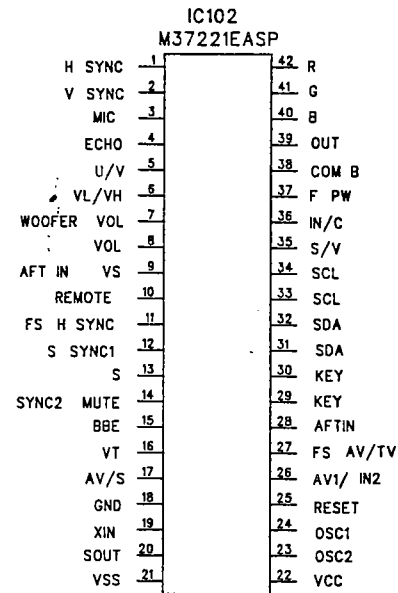 IC102
M37221EASP
H SYNC 1 42 R
V SYNC 2 41 G
MIC 3 40 B
ECHO 4 39 OUT
U/V 5 38 COM B
VL/VH 6 37 F PW
WOOFER VOL 7 36 IN/C
VOL 8 35 S/V
AFT IN VS 9 34 SCL
REMOTE 10 33 SCL
FS H SYNC 11 32 SDA
S SYNC1 12 31 SDA
S 13 30 KEY
SYNC2 MUTE 14 29 KEY
BBE 15 28 AFTIN
VT 16 27 FS AV/TV
AV/S 17 26 AV1/ IN2
GND 18 25 RESET
XIN 19 24 OSC1
SOUT 20 23 OSC2
VSS 21 22 VCC